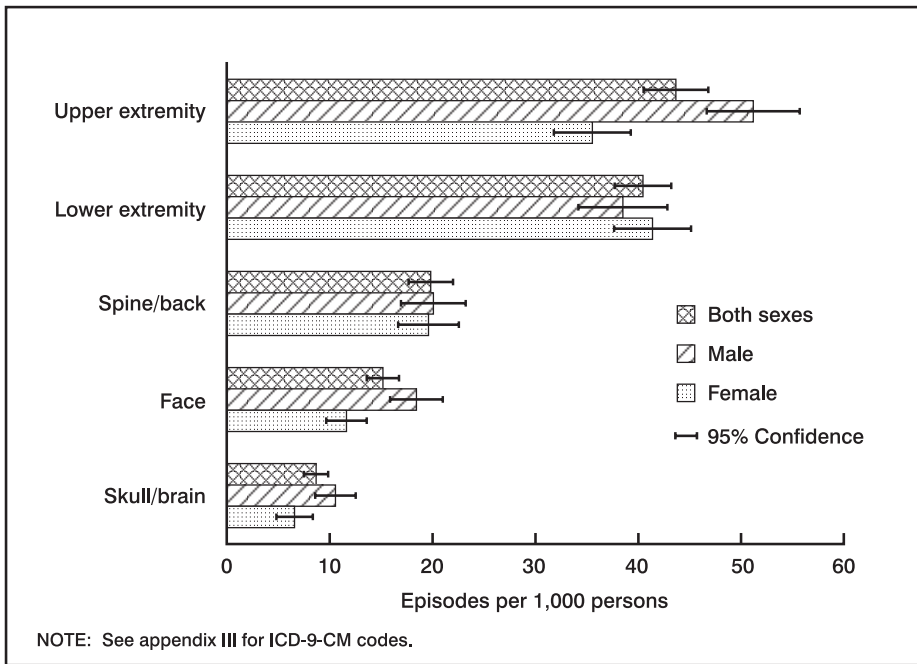 Upper extremity
Lower extremity
Spine/back
Face
Skull/brain
Both sexes
Male
Female
95% Confidence
0 10 20 30 40 50 60
Episodes per 1,000 persons
NOTE: See appendix III for ICD-9-CM codes.